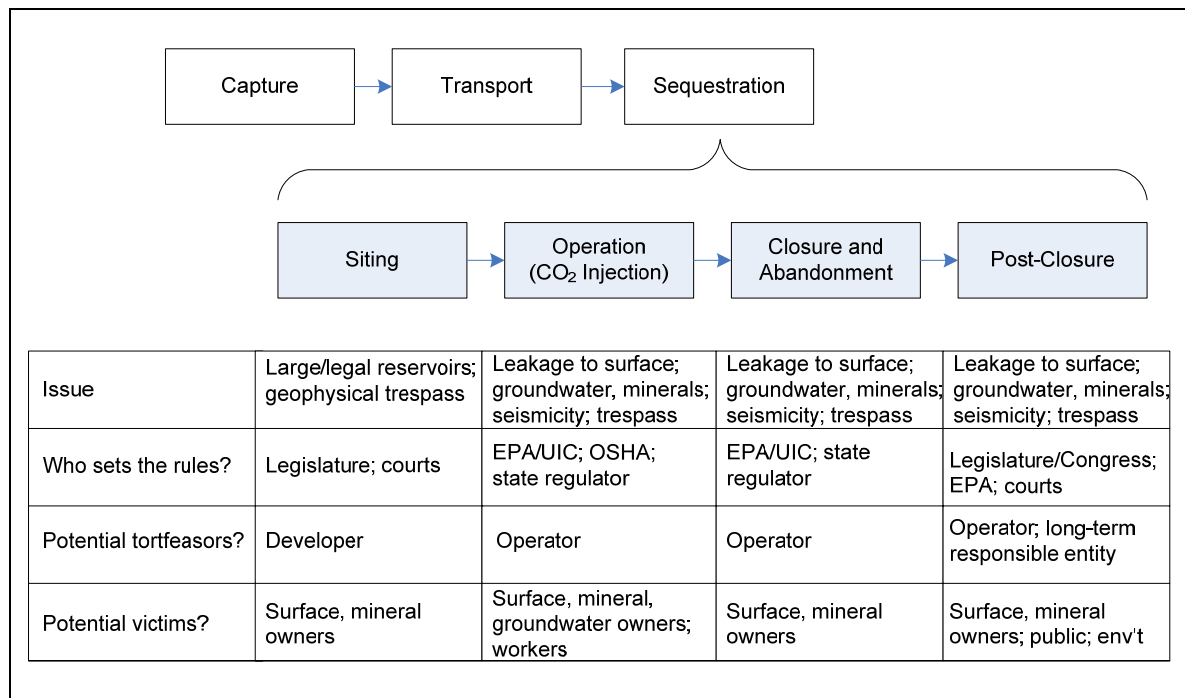 Capture
Transport
Sequestration
Siting
Operation
(CO₂ Injection)
Closure and
Abandonment
Post-Closure
Issue
Large/legal reservoirs;
geophysical trespass
Leakage to surface;
groundwater, minerals;
seismicity; trespass
Leakage to surface;
groundwater, minerals;
seismicity; trespass
Leakage to surface;
groundwater, minerals;
seismicity; trespass
Who sets the rules?
Legislature; courts
EPA/UIC; OSHA;
state regulator
EPA/UIC; state
regulator
Legislature/Congress;
EPA; courts
Potential tortfeasors?
Developer
Operator
Operator
Operator; long-term
responsible entity
Potential victims?
Surface, mineral
owners
Surface, mineral,
groundwater owners;
workers
Surface, mineral
owners
Surface, mineral
owners; public; env't